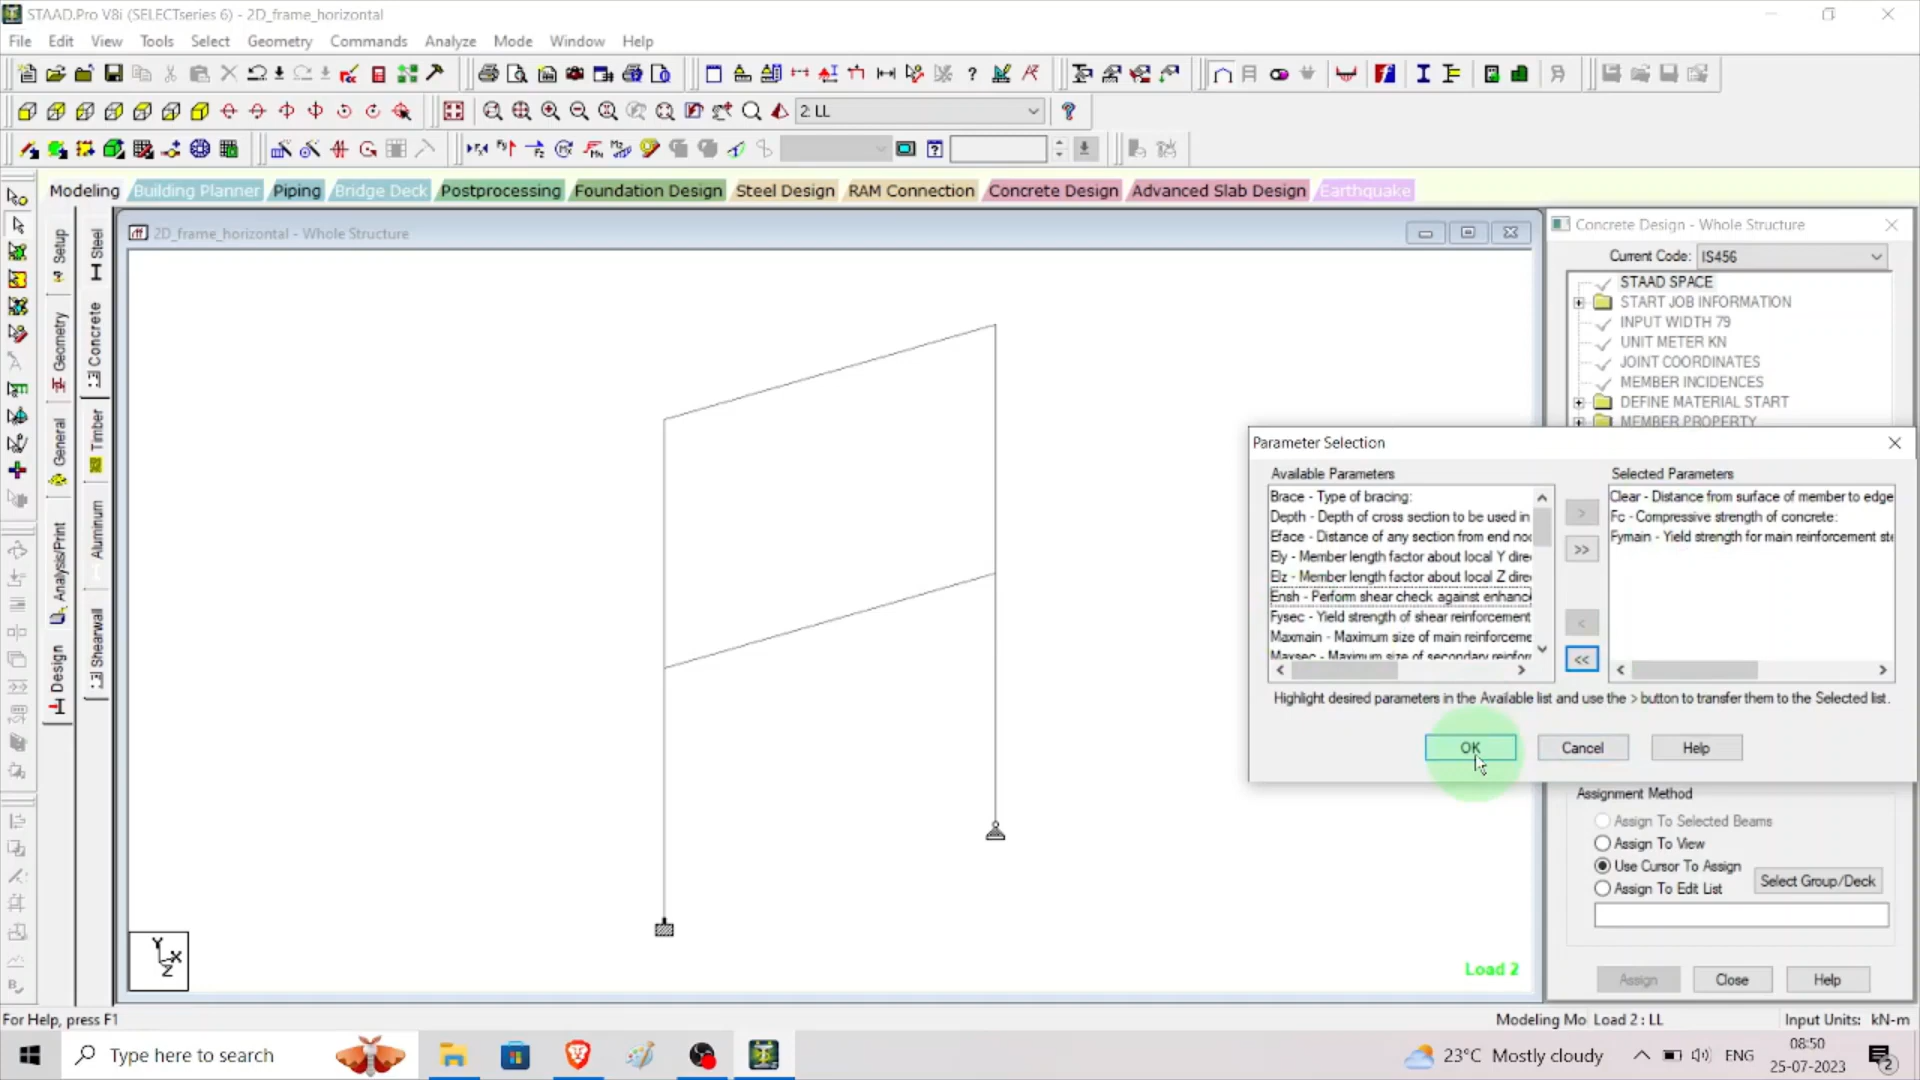 STAAD.Pro V8i (SELECTseries 6) - 2D_frame_horizontal
File Edit View Tools Select Geometry Commands Analyze Mode Window Help
2: LL
Modeling Building Planner Piping Bridge Deck Postprocessing Foundation Design Steel Design RAM Connection Concrete Design Advanced Slab Design Earthquake
Setup
Geometry
General
Analysis/Print
Design
Steel
Concrete
Timber
Aluminum
Shearwall
2D_frame_horizontal - Whole Structure
Load 2
Y
X
Z
Concrete Design - Whole Structure
Current Code: IS456
STAAD SPACE
START JOB INFORMATION
INPUT WIDTH 79
UNIT METER KN
JOINT COORDINATES
MEMBER INCIDENCES
DEFINE MATERIAL START
MEMBER PROPERTY
Parameter Selection
Available Parameters
Brace - Type of bracing:
Depth - Depth of cross section to be used in
Eface - Distance of any section from end noc
Ely - Member length factor about local Y dire
Elz - Member length factor about local Z dire
Ensh - Perform shear check against enhanc
Fysec - Yield strength of shear reinforcement
Maxmain - Maximum size of main reinforceme
Maxsec - Maximum size of secondary reinfor
>
>>
<
<<
Selected Parameters
Clear - Distance from surface of member to edge
Fc - Compressive strength of concrete:
Fymain - Yield strength for main reinforcement ste
Highlight desired parameters in the Available list and use the > button to transfer them to the Selected list.
OK Cancel Help
Assignment Method
Assign To Selected Beams
Assign To View
Use Cursor To Assign
Assign To Edit List
Select Group/Deck
Assign Close Help
For Help, press F1
Modeling Mo Load 2 : LL Input Units: kN-m
Type here to search
23°C Mostly cloudy
ENG
08:50
25-07-2023
2